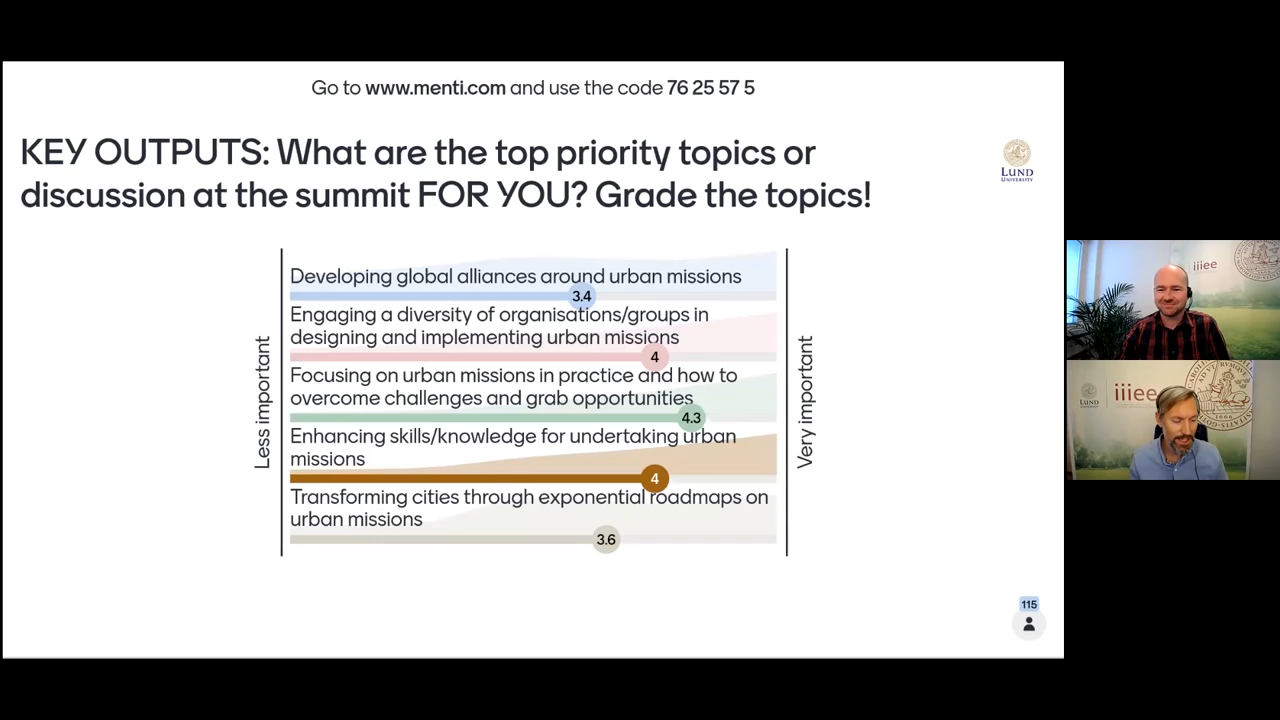 Go to www.menti.com and use the code 76 25 57 5
KEY OUTPUTS: What are the top priority topics or
discussion at the summit FOR YOU? Grade the topics!
LUND
UNIVERSITY
Less important
Very important
Developing global alliances around urban missions
3.4
Engaging a diversity of organisations/groups in
designing and implementing urban missions
4
Focusing on urban missions in practice and how to
overcome challenges and grab opportunities
4.3
Enhancing skills/knowledge for undertaking urban
missions
4
Transforming cities through exponential roadmaps on
urban missions
3.6
115
iiiee
LUND
iiiee
1666